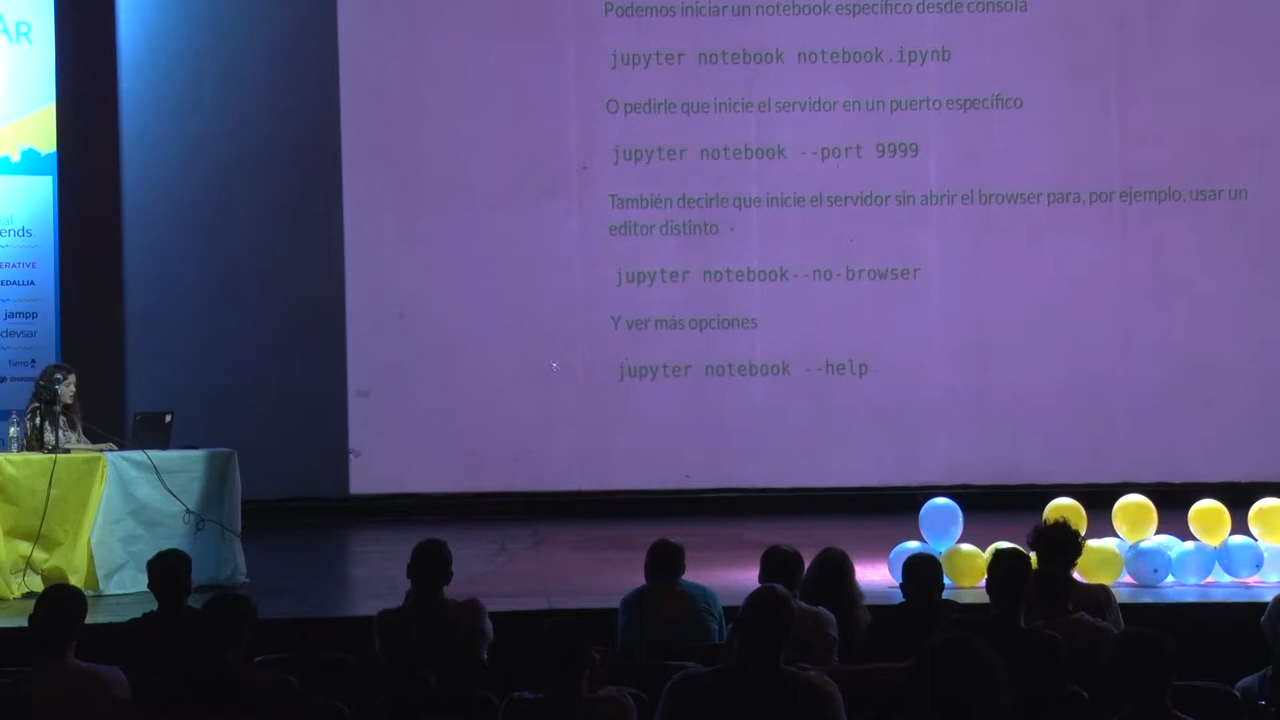 AR
ends.
ERATIVE
EDALLIA
jampp
devsar
Podemos iniciar un notebook específico desde consola
jupyter notebook notebook.ipynb
O pedirle que inicie el servidor en un puerto específico
jupyter notebook --port 9999
También decirle que inicie el servidor sin abrir el browser para, por ejemplo, usar un
editor distinto
jupyter notebook--no-browser
Y ver más opciones
jupyter notebook --help